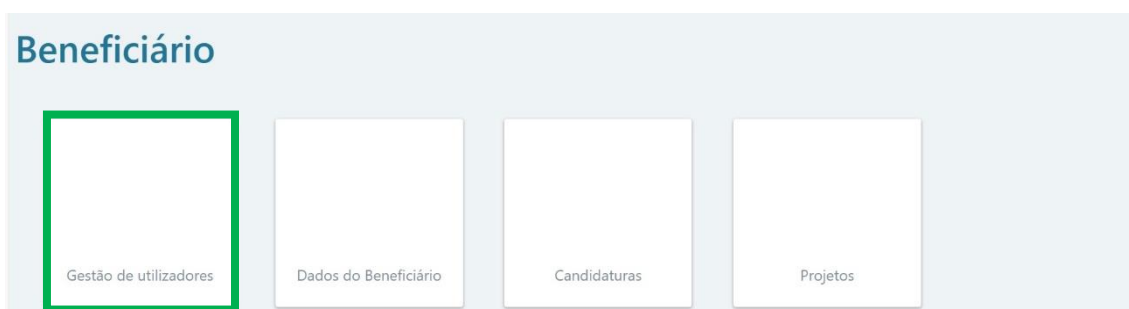 Beneficiário
Gestão de utilizadores Dados do Beneficiário Candidaturas Projetos